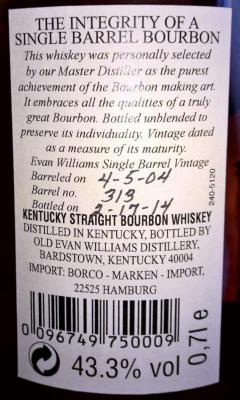 THE INTEGRITY OF A
SINGLE BARREL BOURBON
This whiskey was personally selected
by our Master Distiller as the purest
achievement of the Bourbon making art.
It embraces all the qualities of a truly
great Bourbon. Bottled unblended to
preserve its individuality. Vintage dated
as a measure of its maturity.
Evan Williams Single Barrel Vintage
Barreled on 4-5-04
Barrel no. 313
Bottled on 2-17-14
240-5120
KENTUCKY STRAIGHT BOURBON WHISKEY
DISTILLED IN KENTUCKY, BOTTLED BY
OLD EVAN WILLIAMS DISTILLERY,
BARDSTOWN, KENTUCKY 40004
IMPORT: BORCO - MARKEN - IMPORT,
22525 HAMBURG
0 096749 750009
43.3% vol 0,7l e